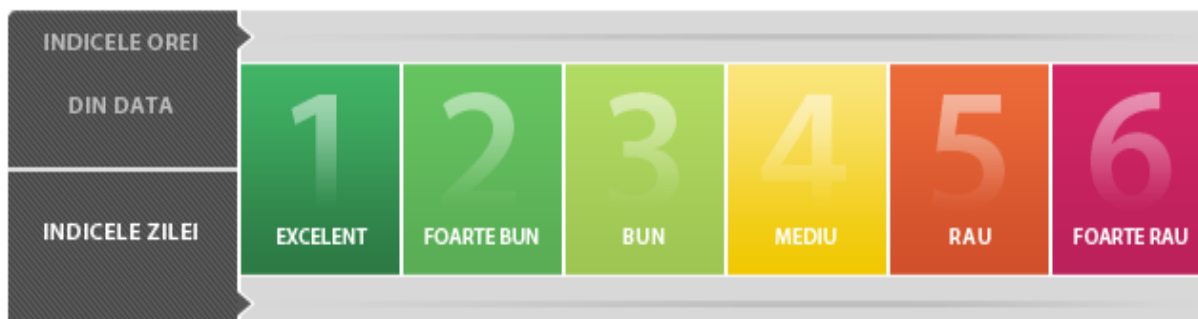 INDICELE OREI
DIN DATA
INDICELE ZILEI
1
EXCELENT
2
FOARTE BUN
3
BUN
4
MEDIU
5
RAU
6
FOARTE RAU